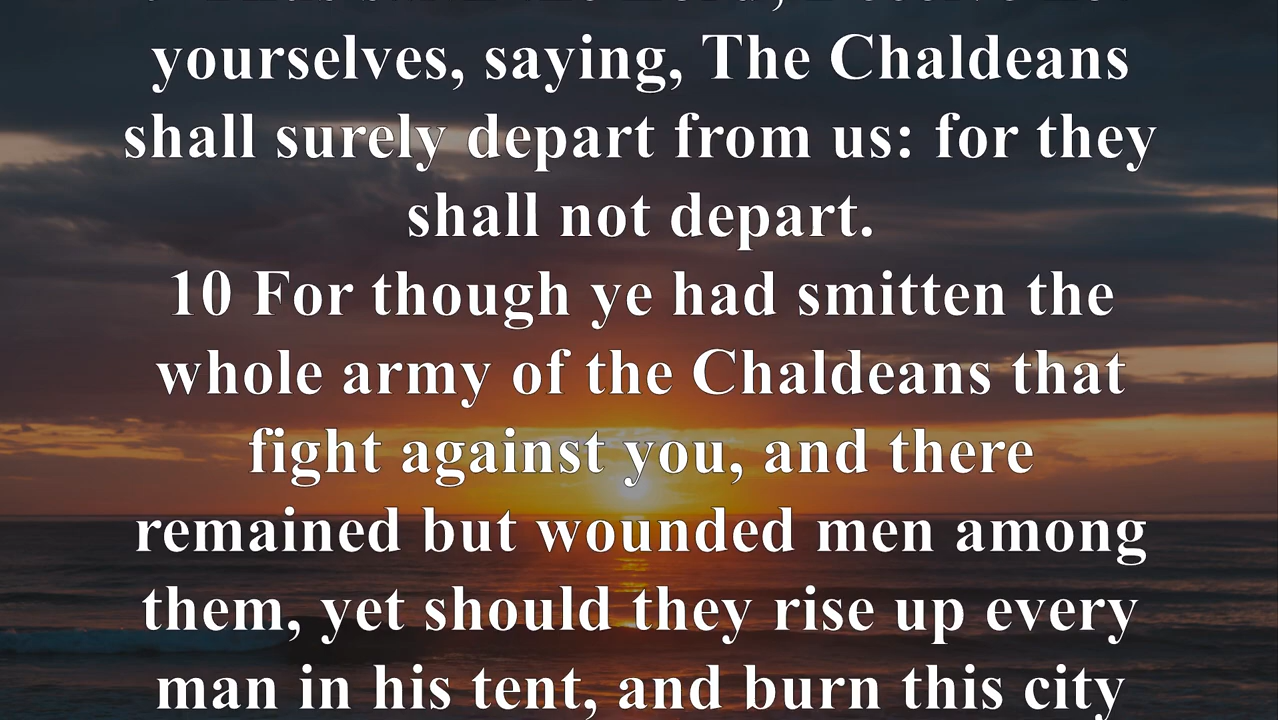 yourselves, saying, The Chaldeans
shall surely depart from us: for they
shall not depart.
10 For though ye had smitten the
whole army of the Chaldeans that
fight against you, and there
remained but wounded men among
them, yet should they rise up every
man in his tent, and burn this city